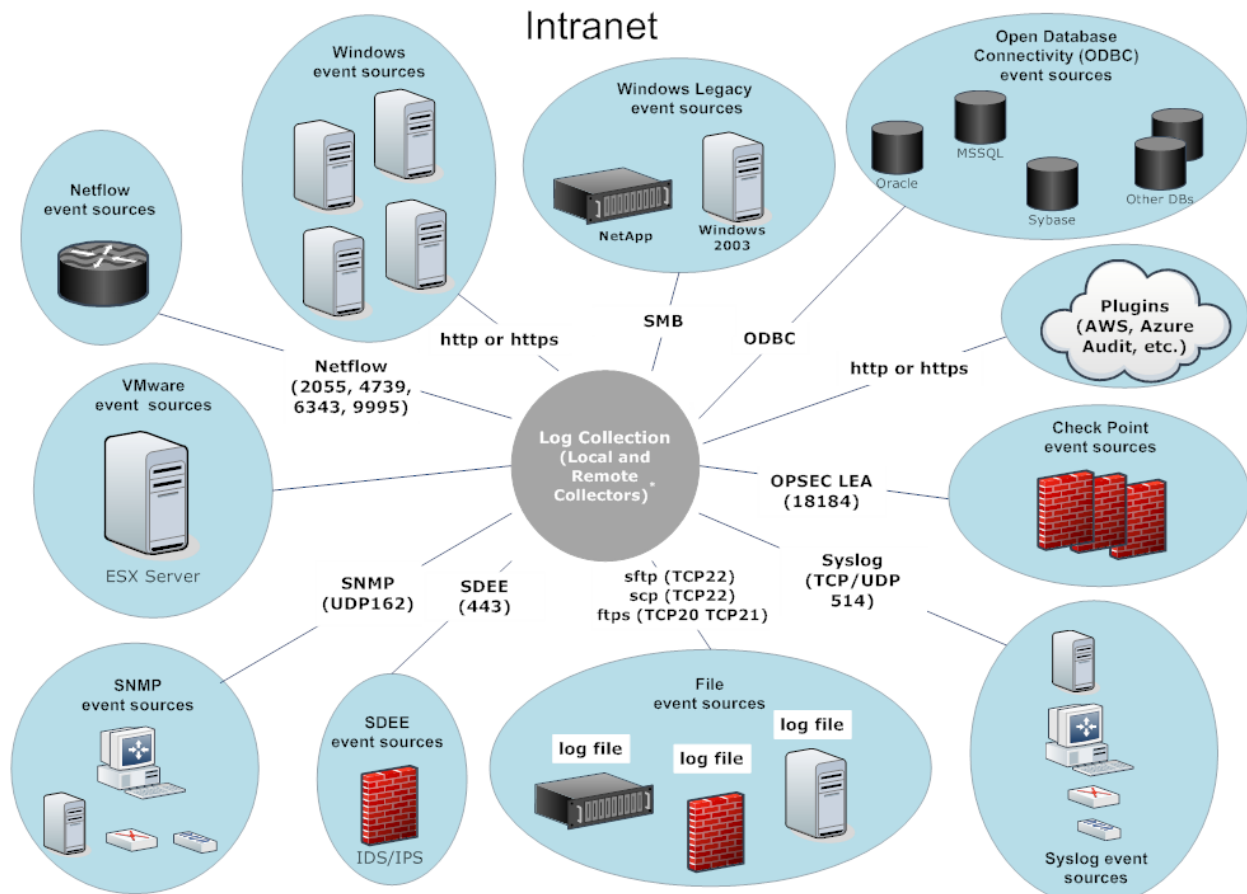 Intranet
Windows
event sources
Windows Legacy
event sources
NetApp
Windows
2003
Open Database
Connectivity (ODBC)
event sources
Oracle
MSSQL
Sybase
Other DBs
Netflow
event sources
Plugins
(AWS, Azure
Audit, etc.)
http or https
SMB
ODBC
http or https
Netflow
(2055, 4739,
6343, 9995)
VMware
event sources
ESX Server
Log Collection
(Local and
Remote
Collectors)*
Check Point
event sources
OPSEC LEA
(18184)
SNMP
(UDP162)
SDEE
(443)
sftp (TCP22)
scp (TCP22)
ftps (TCP20 TCP21)
Syslog
(TCP/UDP
514)
SNMP
event sources
SDEE
event sources
IDS/IPS
File
event sources
log file
log file
log file
Syslog event
sources